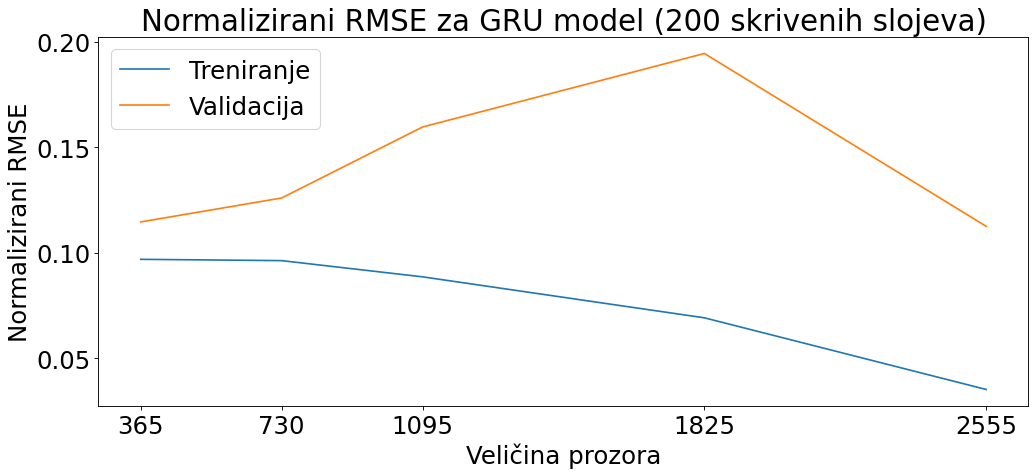 Normalizirani RMSE za GRU model (200 skrivenih slojeva)
Treniranje
Validacija
Normalizirani RMSE
0.20
0.15
0.10
0.05
365 730 1095 1825 2555
Veličina prozora